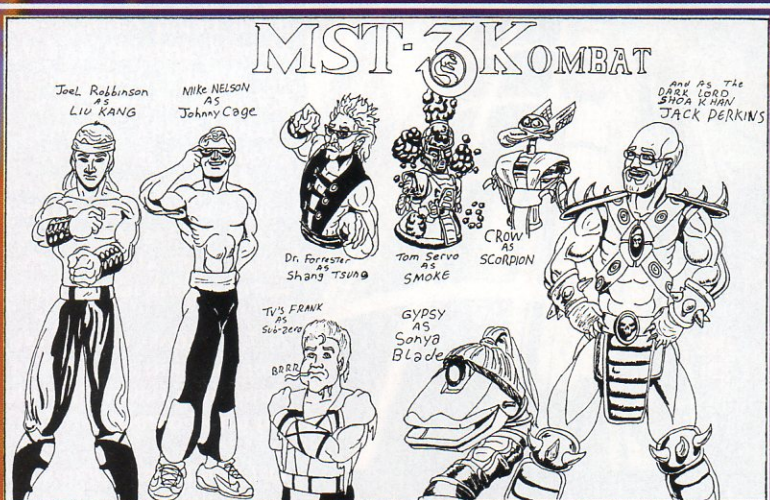 MST·3KOMBAT
Joel Robbinson
AS
LIU KANG
MIKE NELSON
AS
Johnny Cage
Dr. Forrester
AS
Shang Tsung
Tom Servo
AS
SMOKE
CROW
AS
SCORPION
And As The
DARK LORD
SHOA KHAN
JACK PERKINS
TV'S FRANK
AS
Sub-zero
BRRR
GYPSY
AS
Sonya
Blade